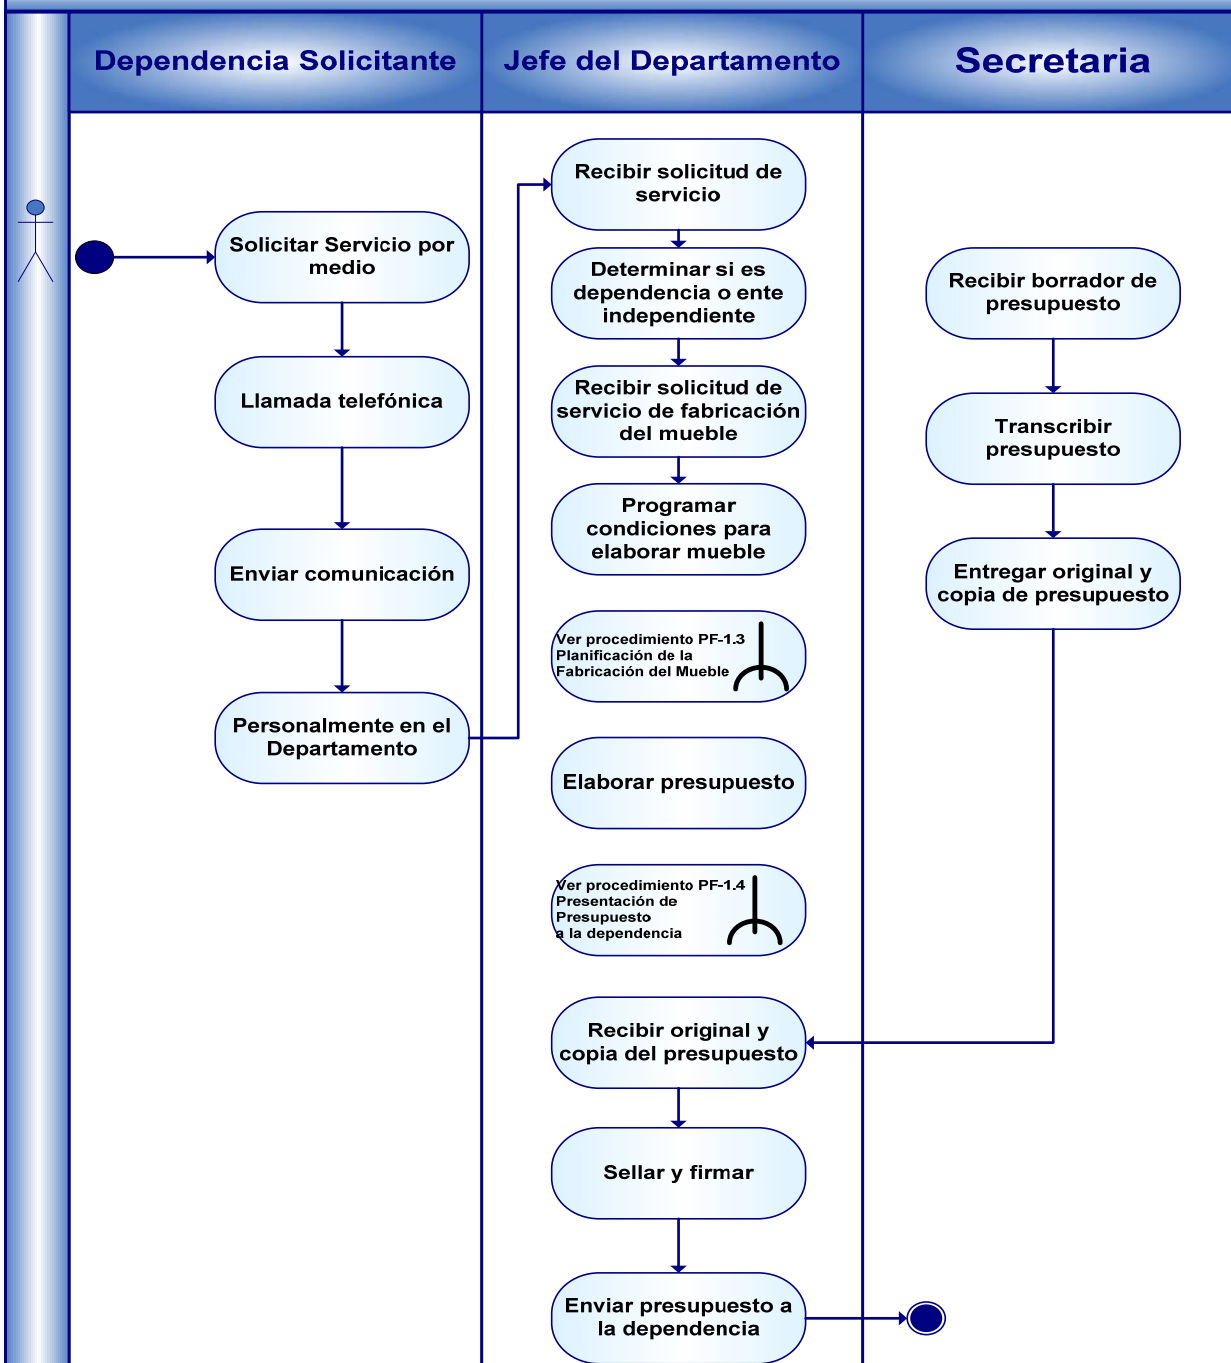 Dependencia Solicitante
Jefe del Departamento
Secretaria
Solicitar Servicio por
medio
Llamada telefónica
Enviar comunicación
Personalmente en el
Departamento
Recibir solicitud de
servicio
Determinar si es
dependencia o ente
independiente
Recibir solicitud de
servicio de fabricación
del mueble
Programar
condiciones para
elaborar mueble
Ver procedimiento PF-1.3
Planificación de la
Fabricación del Mueble
Elaborar presupuesto
Ver procedimiento PF-1.4
Presentación de
Presupuesto
a la dependencia
Recibir borrador de
presupuesto
Transcribir
presupuesto
Entregar original y
copia de presupuesto
Recibir original y
copia del presupuesto
Sellar y firmar
Enviar presupuesto a
la dependencia